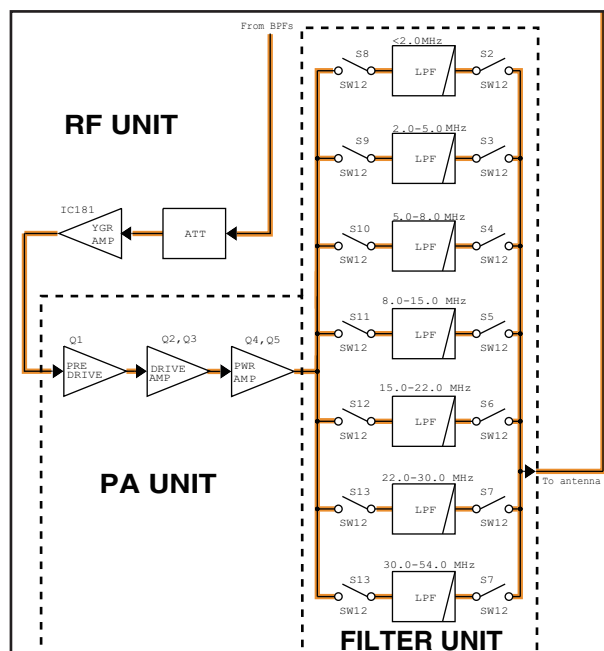 From BPFs
RF UNIT
IC181
YGR
AMP
ATT
Q1
PRE
DRIVE
Q2,Q3
DRIVE
AMP
Q4,Q5
PWR
AMP
PA UNIT
<2.0MHz
S8
SW12
LPF
S2
SW12
2.0-5.0 MHz
S9
SW12
LPF
S3
SW12
5.0-8.0 MHz
S10
SW12
LPF
S4
SW12
8.0-15.0 MHz
S11
SW12
LPF
S5
SW12
15.0-22.0 MHz
S12
SW12
LPF
S6
SW12
22.0-30.0 MHz
S13
SW12
LPF
S7
SW12
30.0-54.0 MHz
S13
SW12
LPF
S7
SW12
To antenna
FILTER UNIT